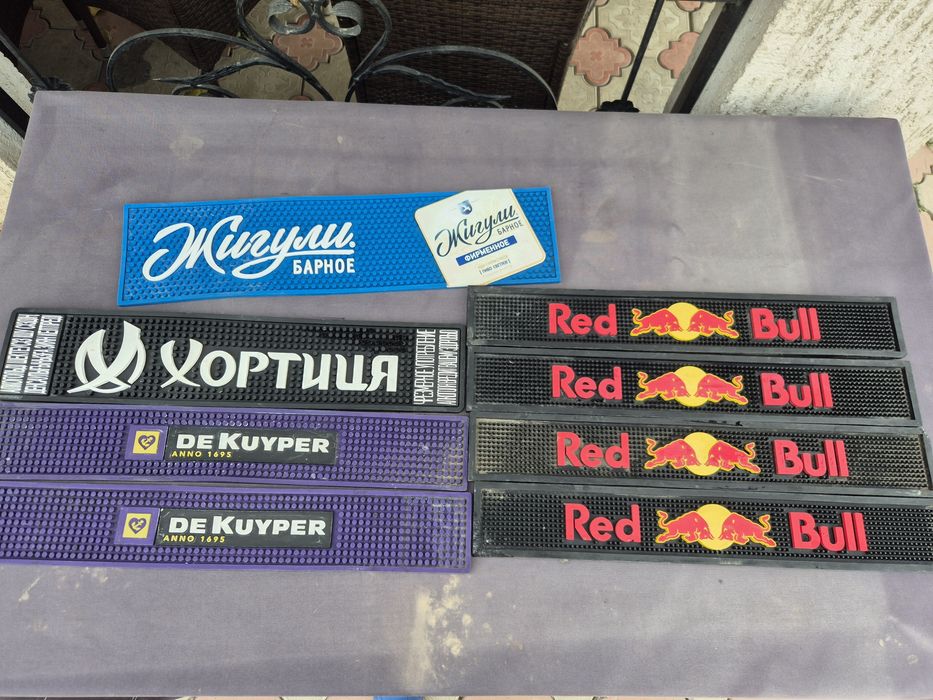 Жигули
БАРНОЕ
Жигули
БАРНОЕ
ФИРМЕННОЕ
ХОРТИЦЯ
DE KUYPER
ANNO 1695
DE KUYPER
ANNO 1695
Red Bull
Red Bull
Red Bull
Red Bull